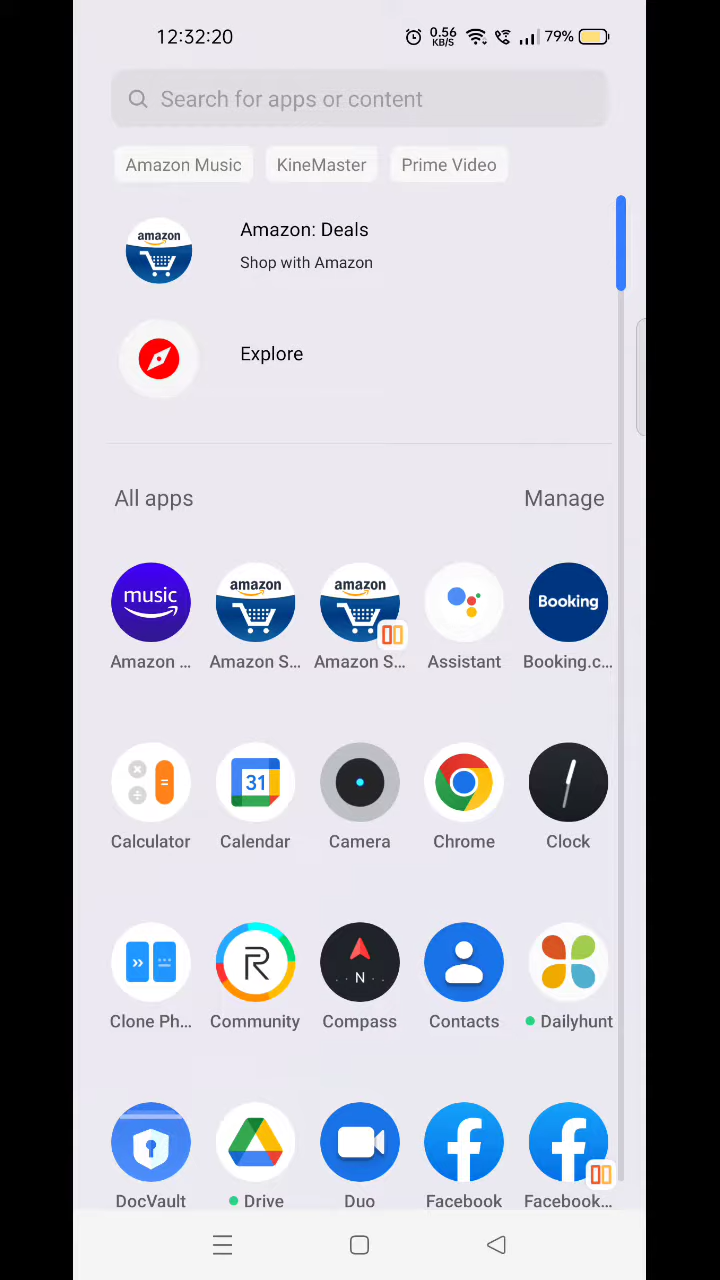 12:32:20 0.56 KB/S 79%
Search for apps or content
Amazon Music KineMaster Prime Video
amazon
Amazon: Deals
Shop with Amazon
Explore
All apps Manage
music amazon amazon Booking
Amazon ... Amazon S... Amazon S... Assistant Booking.c...
31
Calculator Calendar Camera Chrome Clock
R N
Clone Ph... Community Compass Contacts Dailyhunt
DocVault Drive Duo Facebook Facebook...